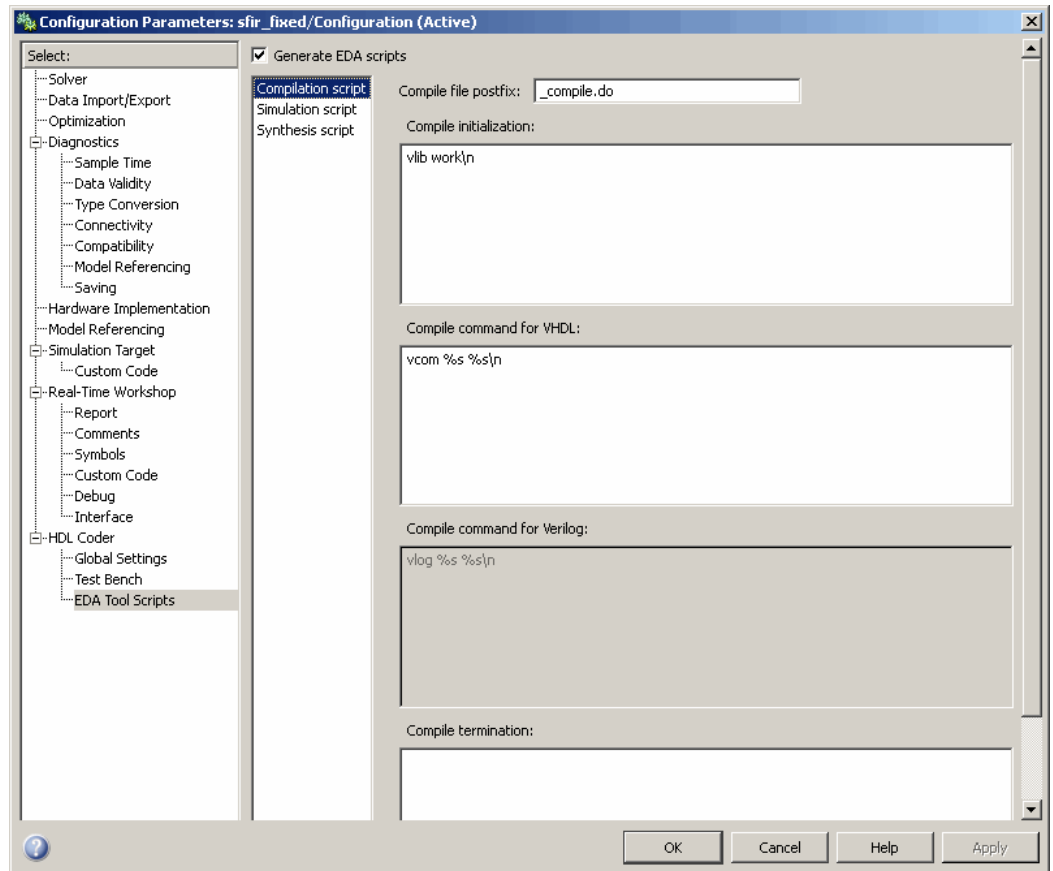 Configuration Parameters: sfir_fixed/Configuration (Active)
Select:
Solver
Data Import/Export
Optimization
Diagnostics
Sample Time
Data Validity
Type Conversion
Connectivity
Compatibility
Model Referencing
Saving
Hardware Implementation
Model Referencing
Simulation Target
Custom Code
Real-Time Workshop
Report
Comments
Symbols
Custom Code
Debug
Interface
HDL Coder
Global Settings
Test Bench
EDA Tool Scripts
Generate EDA scripts
Compilation script
Simulation script
Synthesis script
Compile file postfix: _compile.do
Compile initialization:
vlib work\n
Compile command for VHDL:
vcom %s %s\n
Compile command for Verilog:
vlog %s %s\n
Compile termination:
OK Cancel Help Apply